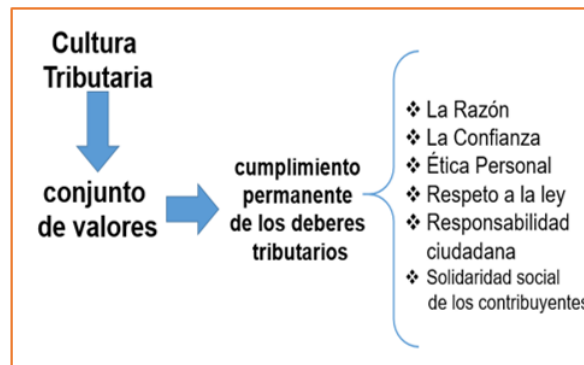 Cultura
Tributaria
conjunto
de valores
cumplimiento
permanente
de los deberes
tributarios
❖ La Razón
❖ La Confianza
❖ Ética Personal
❖ Respeto a la ley
❖ Responsabilidad
ciudadana
❖ Solidaridad social
de los contribuyentes